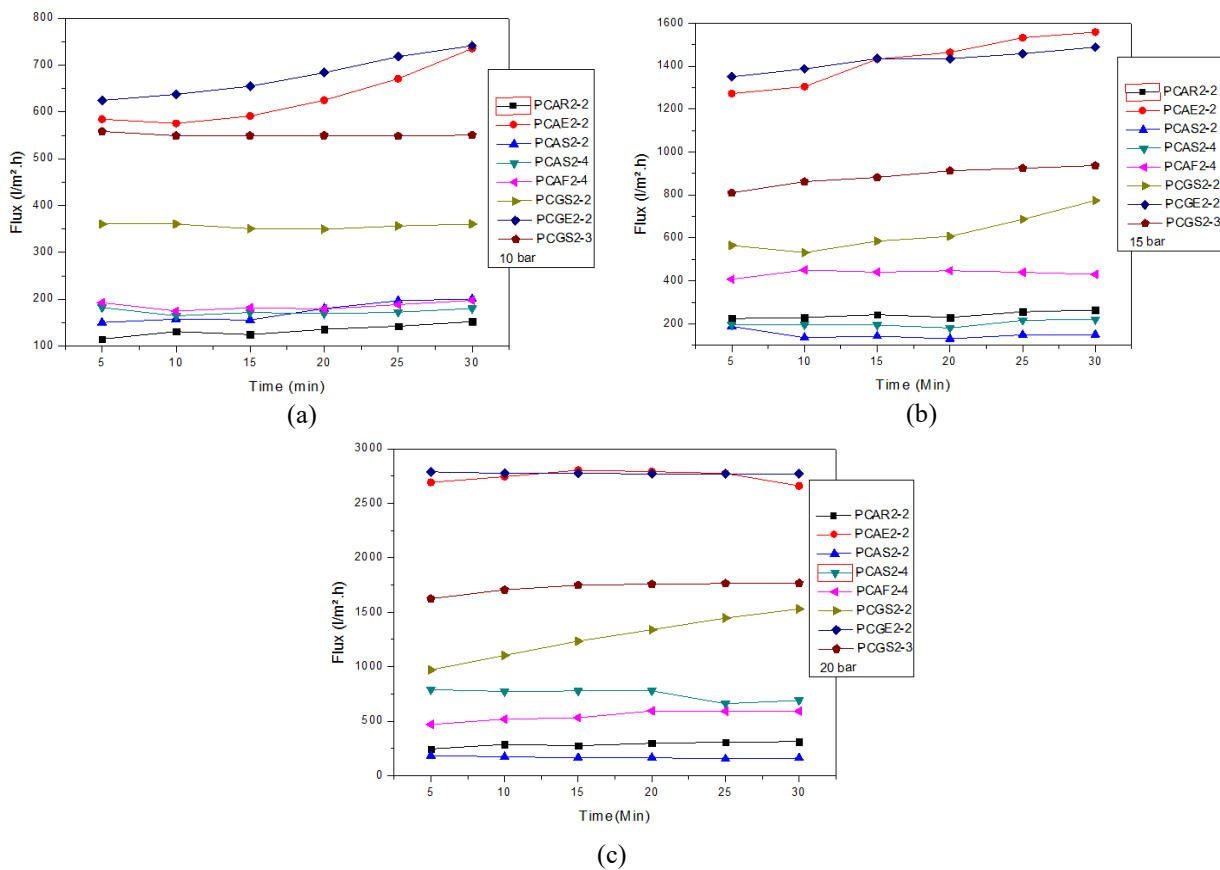 800
700
600
500
400
300
200
100
Flux (l/m².h)
5 10 15 20 25 30
Time (min)
PCAR2-2
PCAE2-2
PCAS2-2
PCAS2-4
PCAF2-4
PCGS2-2
PCGE2-2
PCGS2-3
10 bar
(a)
1600
1400
1200
1000
800
600
400
200
Flux (l/m².h)
5 10 15 20 25 30
Time (Min)
PCAR2-2
PCAE2-2
PCAS2-2
PCAS2-4
PCAF2-4
PCGS2-2
PCGE2-2
PCGS2-3
15 bar
(b)
3000
2500
2000
1500
1000
500
0
Flux (l/m².h)
5 10 15 20 25 30
Time(Min)
PCAR2-2
PCAE2-2
PCAS2-2
PCAS2-4
PCAF2-4
PCGS2-2
PCGE2-2
PCGS2-3
20 bar
(c)